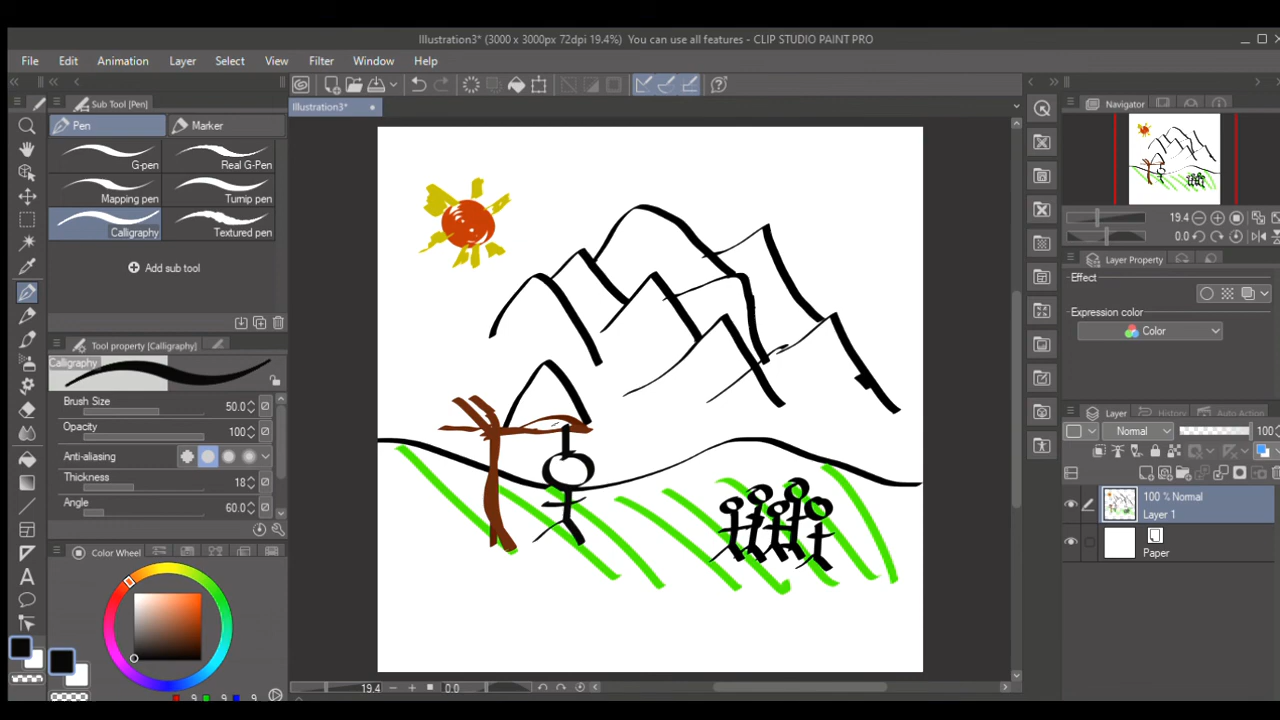 Illustration3* (3000 x 3000px 72dpi 19.4%) You can use all features - CLIP STUDIO PAINT PRO
File Edit Animation Layer Select View Filter Window Help
Sub Tool [Pen]
Illustration3*
Navigator
Pen Marker
G-pen Real G-Pen
Mapping pen Turnip pen
Calligraphy Textured pen
Add sub tool
19.4
0.0
Layer Property
Effect
Expression color
Color
Tool property [Calligraphy]
Calligraphy
Brush Size 50.0
Opacity 100
Anti-aliasing
Thickness 18
Angle 60.0
Layer History Auto Action
Normal 100
100 % Normal
Layer 1
Paper
Color Wheel
9 9 9
19.4 0.0